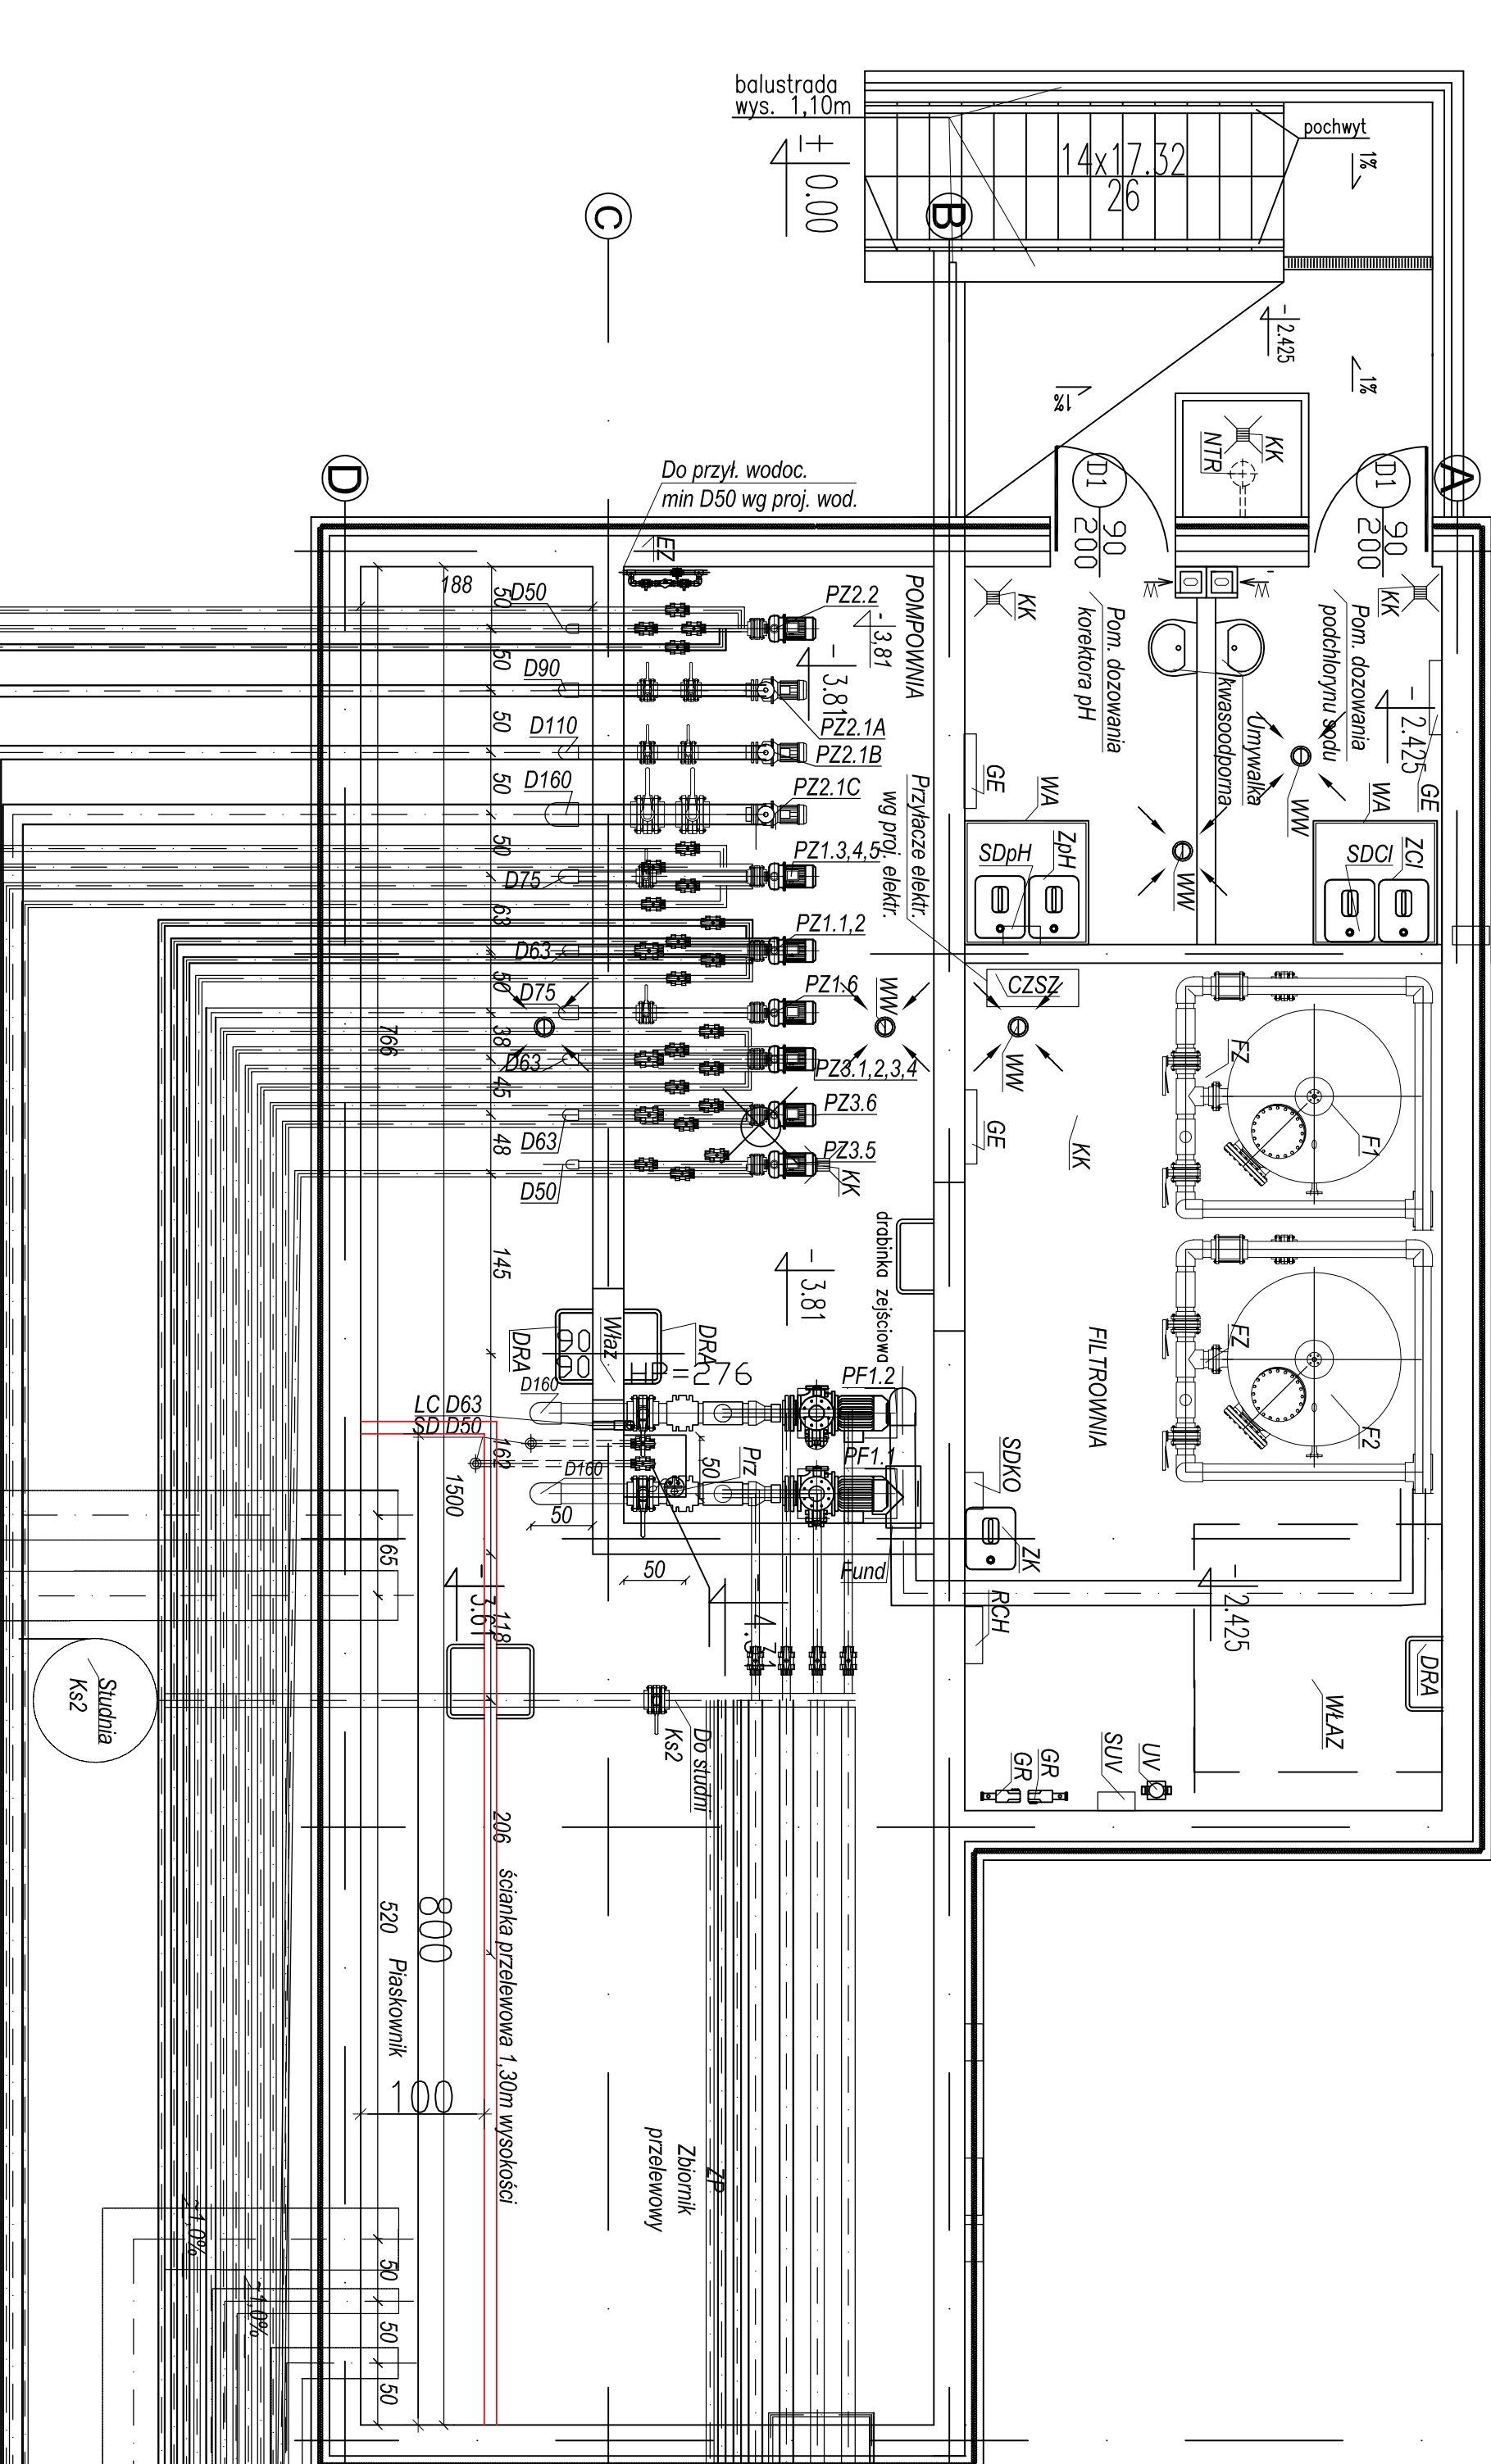 balustrada
wys. 1,10m
14x17.32
26
pochwyt
1%
± 0.00
B
C
- 2.425
1%
1%
KK
NTR
D1
90
200
D1
90
200
A
D
Do przył. wodoc.
min D50 wg proj. wod.
EZ
188
50
D50
PZ2.2
- 3,81
POMPOWNIA
KK
Pom. dozowania
korektora pH
KK
Pom. dozowania
podchlorynu sodu
Umywalka
kwasoodporna
- 2.425
50
D90
- 3.81
PZ2.1A
50
D110
PZ2.1B
50
D160
PZ2.1C
Przyłącze elektr.
wg proj. elektr.
GE
WA
SDpH
ZpH
WW
WW
GE
WA
SDCl
ZCl
50
D75
PZ1.3,4,5
63
D63
PZ1.1,2
50
D75
PZ1.6
WW
CZSZ
WW
766
38
D63
PZ3.1,2,3,4
45
D63
PZ3.6
48
D50
PZ3.5
KK
GE
KK
FZ
F1
145
- 3.81
drabinka zejściowa
FILTROWNIA
FZ
F2
DRA
90
90
Właz
DRA
HP=276
D160
PF1.2
LC D63
SD D50
162
1500
D160
50
Prz
PF1.1
SDKO
50
50
Fund
ZK
65
- 3.61
118
- 4.31
RCH
- 2.425
DRA
WŁAZ
Studnia
Ks2
Do studni
Ks2
GR
GR
SUV
UV
206
ścianka przelewowa 1,30m wysokości
800
520
Piaskownik
100
ZP
Zbiornik
przelewowy
~1,0%
~1,0%
50
50
50